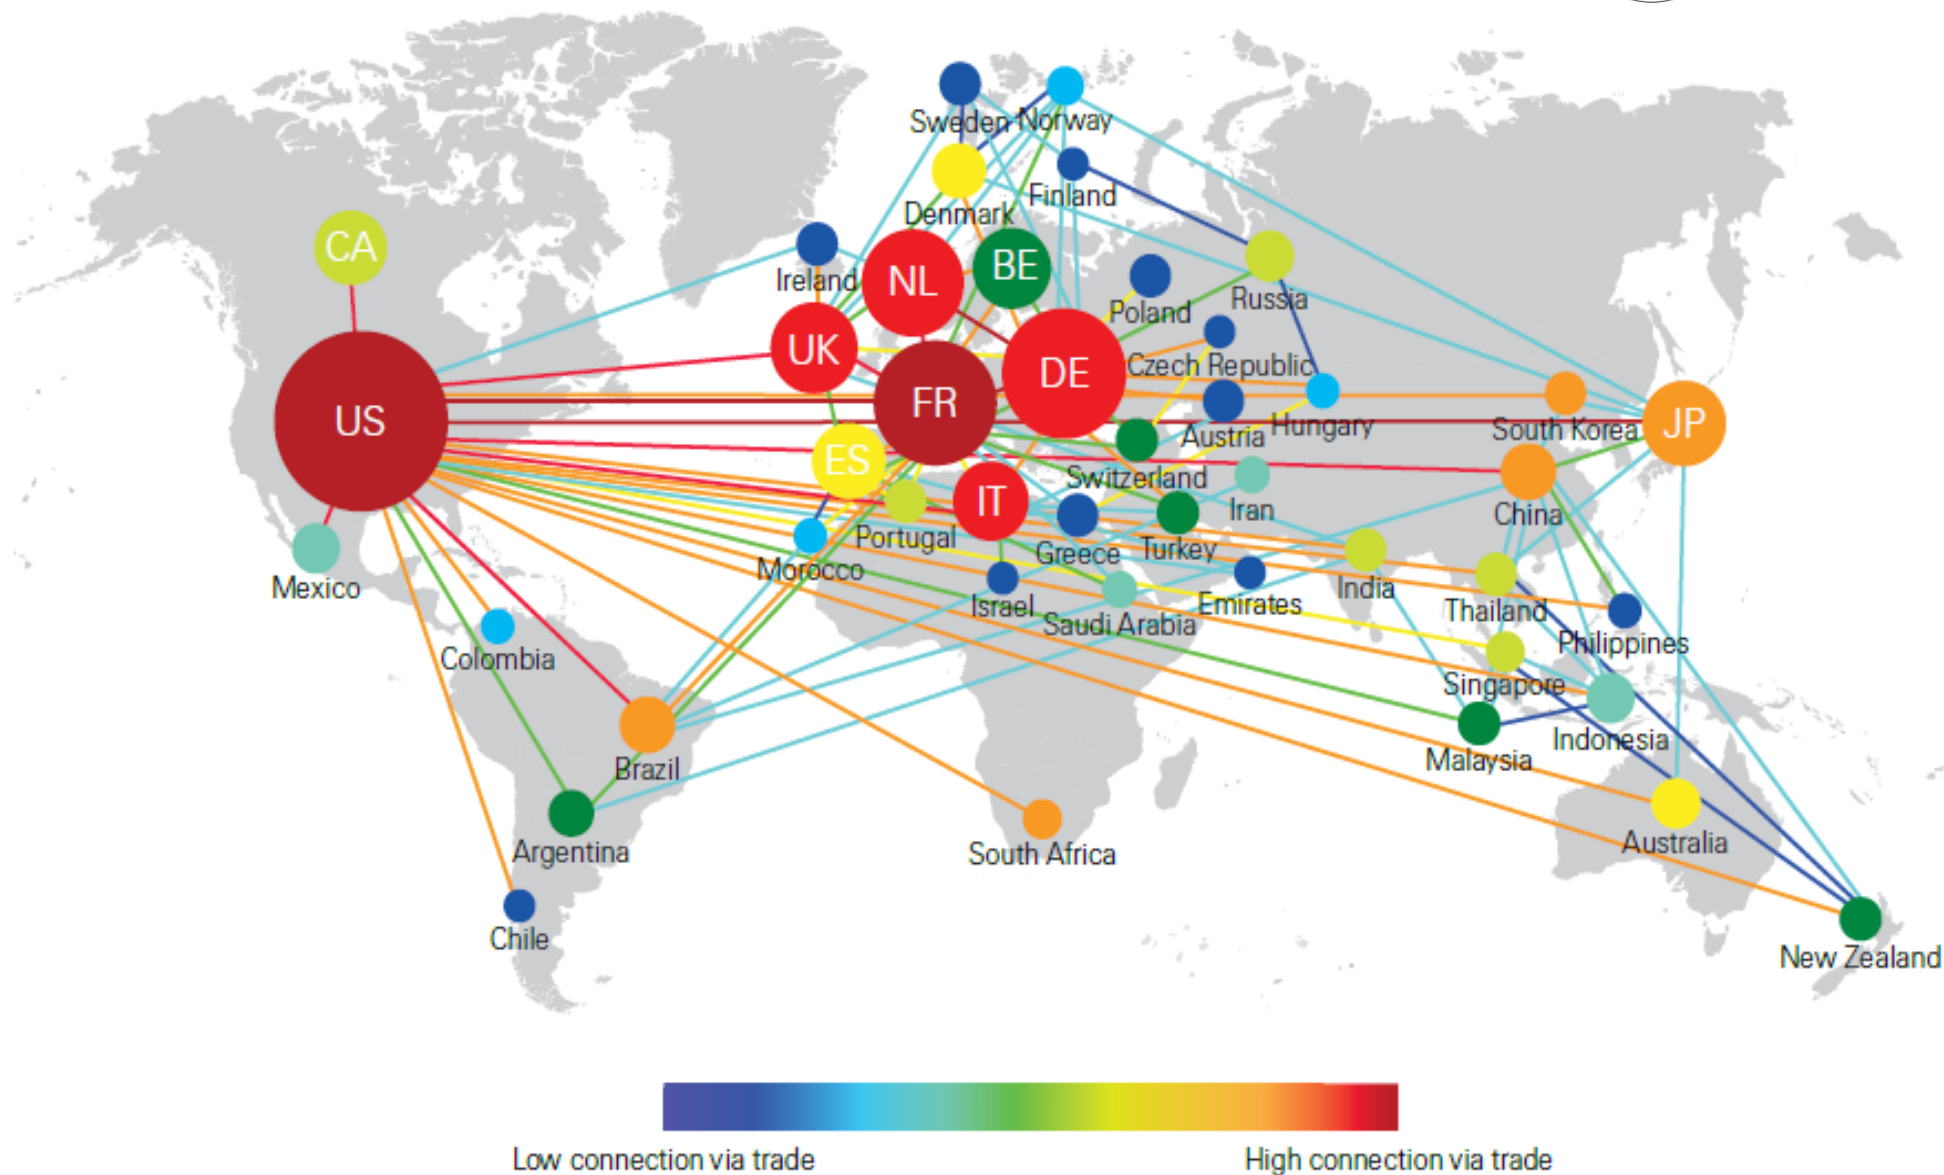 Sweden
Norway
Finland
Denmark
CA
Ireland
NL
BE
Poland
Russia
UK
DE
Czech Republic
US
FR
Austria
Hungary
South Korea
JP
ES
Switzerland
IT
Iran
China
Mexico
Morocco
Portugal
Greece
Turkey
Israel
Saudi Arabia
Emirates
India
Thailand
Philippines
Colombia
Singapore
Brazil
Malaysia
Indonesia
Argentina
South Africa
Australia
Chile
New Zealand
Low connection via trade
High connection via trade